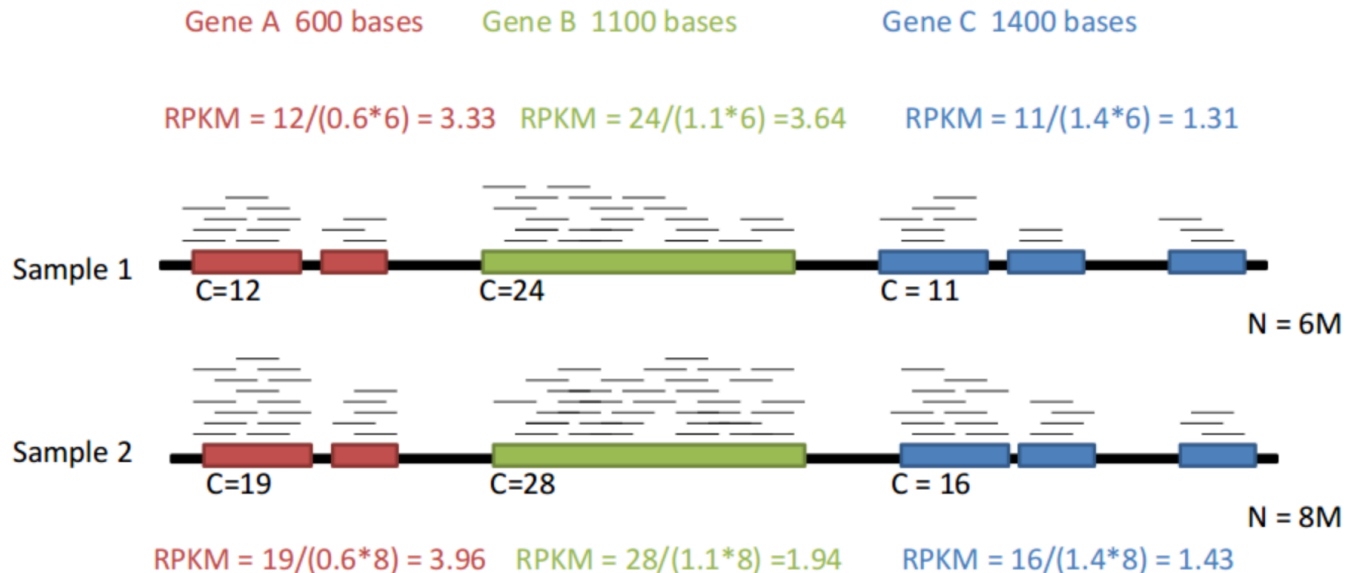 Gene A 600 bases
Gene B 1100 bases
Gene C 1400 bases
RPKM = 12/(0.6*6) = 3.33
RPKM = 24/(1.1*6) =3.64
RPKM = 11/(1.4*6) = 1.31
Sample 1
C=12
C=24
C = 11
N = 6M
Sample 2
C=19
C=28
C = 16
N = 8M
RPKM = 19/(0.6*8) = 3.96
RPKM = 28/(1.1*8) =1.94
RPKM = 16/(1.4*8) = 1.43